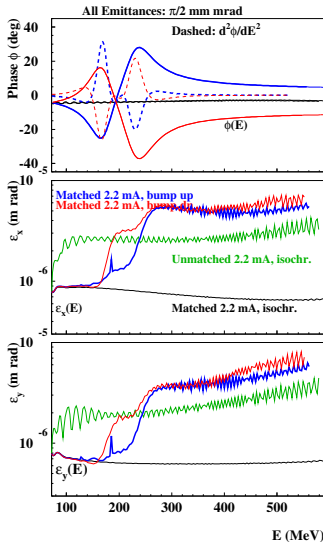 All Emittances: π/2 mm mrad
Dashed: d²φ/dE²
Phase φ (deg)
40
20
0
-20
-40
φ(E)
10 -5
Matched 2.2 mA, bump up
Matched 2.2 mA, bump dn
εx (m rad)
Unmatched 2.2 mA, isochr.
10 -6
εx(E)
Matched 2.2 mA, isochr.
10 -5
εy (m rad)
10 -6
εy(E)
100 200 300 400 500
E (MeV)